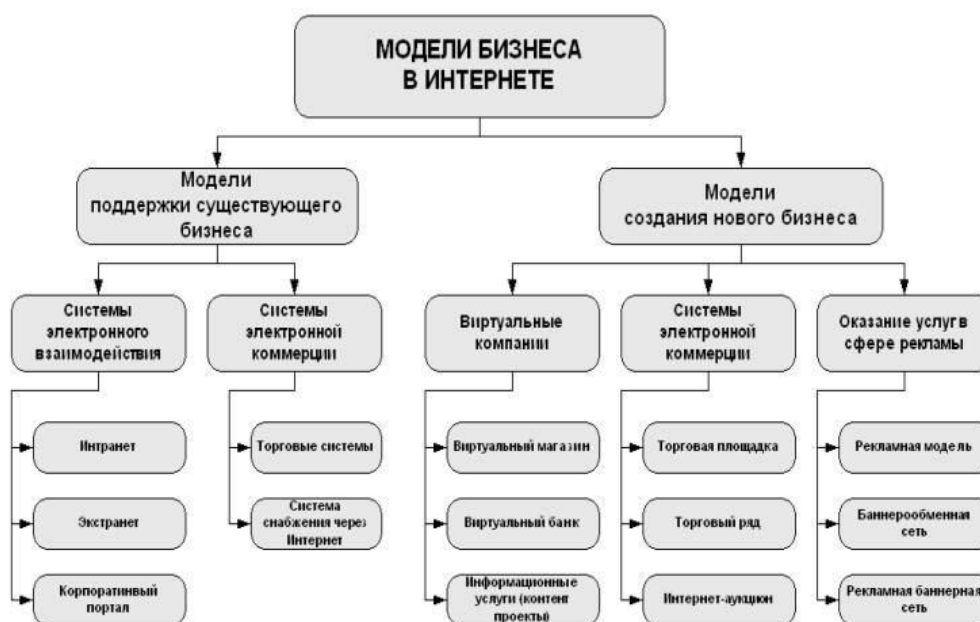 МОДЕЛИ БИЗНЕСА
В ИНТЕРНЕТЕ
Модели
поддержки существующего
бизнеса
Модели
создания нового бизнеса
Системы
электронного
взаимодействия
Системы
электронной
коммерции
Виртуальные
компании
Системы
электронной
коммерции
Оказание услуг в
сфере рекламы
Интранет
Экстранет
Корпоратинвый
портал
Торговые системы
Система
снабжения через
Интернет
Виртуальный магазин
Виртуальный банк
Информационные
услуги (контент
проекты)
Торговая площадка
Торговый ряд
Интернет-аукцион
Рекламная модель
Баннерообменная
сеть
Рекламная баннерная
сеть